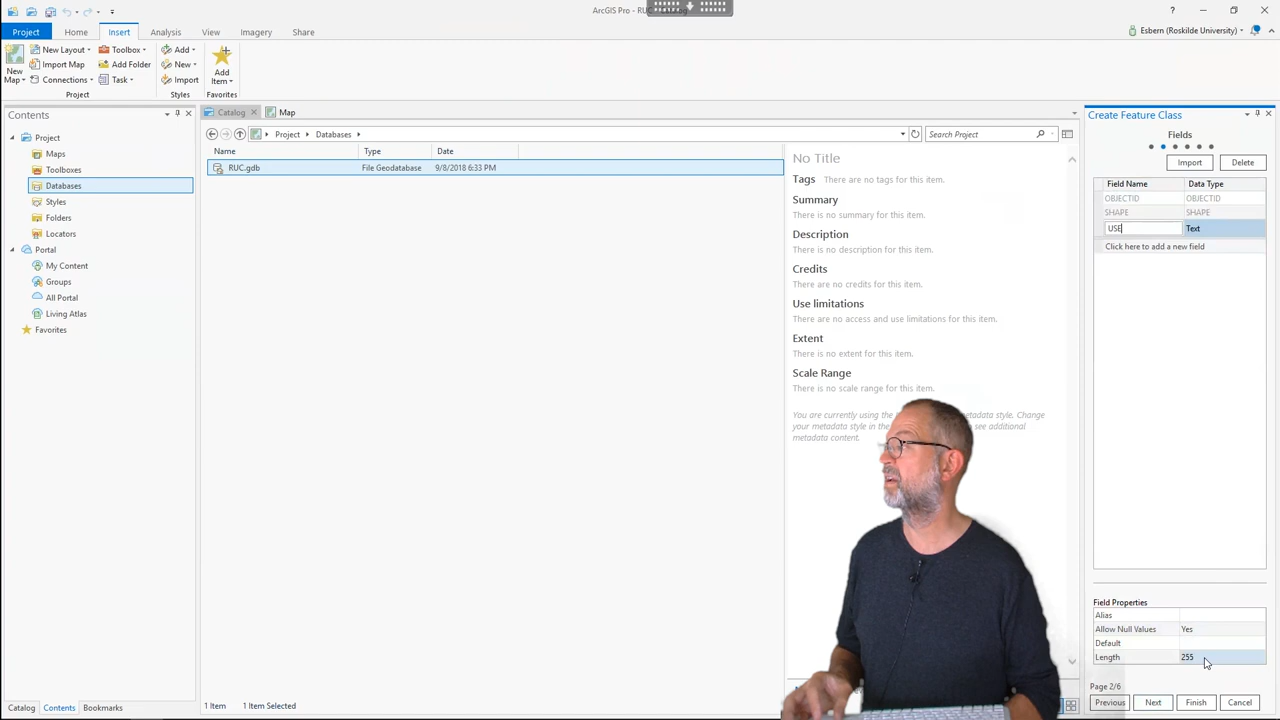 ArcGIS Pro - RUC
Esbern (Roskilde University)
Project Home Insert Analysis View Imagery Share
New Map
New Layout
Import Map
Connections
Toolbox
Add Folder
Task
Project
Add
New
Import
Styles
Add Item
Favorites
Contents
Project
Maps
Toolboxes
Databases
Styles
Folders
Locators
Portal
My Content
Groups
All Portal
Living Atlas
Favorites
Catalog Contents Bookmarks
Catalog Map
Project Databases
Search Project
Name Type Date
RUC.gdb File Geodatabase 9/8/2018 6:33 PM
1 Item 1 Item Selected
No Title
Tags There are no tags for this item.
Summary
There is no summary for this item.
Description
There is no description for this item.
Credits
There are no credits for this item.
Use limitations
There are no access and use limitations for this item.
Extent
There is no extent for this item.
Scale Range
There is no scale range for this item.
You are currently using the metadata style. Change
your metadata style in the see additional
metadata content.
Create Feature Class
Fields
Import Delete
Field Name Data Type
OBJECTID OBJECTID
SHAPE SHAPE
USE Text
Click here to add a new field
Field Properties
Alias
Allow Null Values Yes
Default
Length 255
Page 2/6
Previous Next Finish Cancel